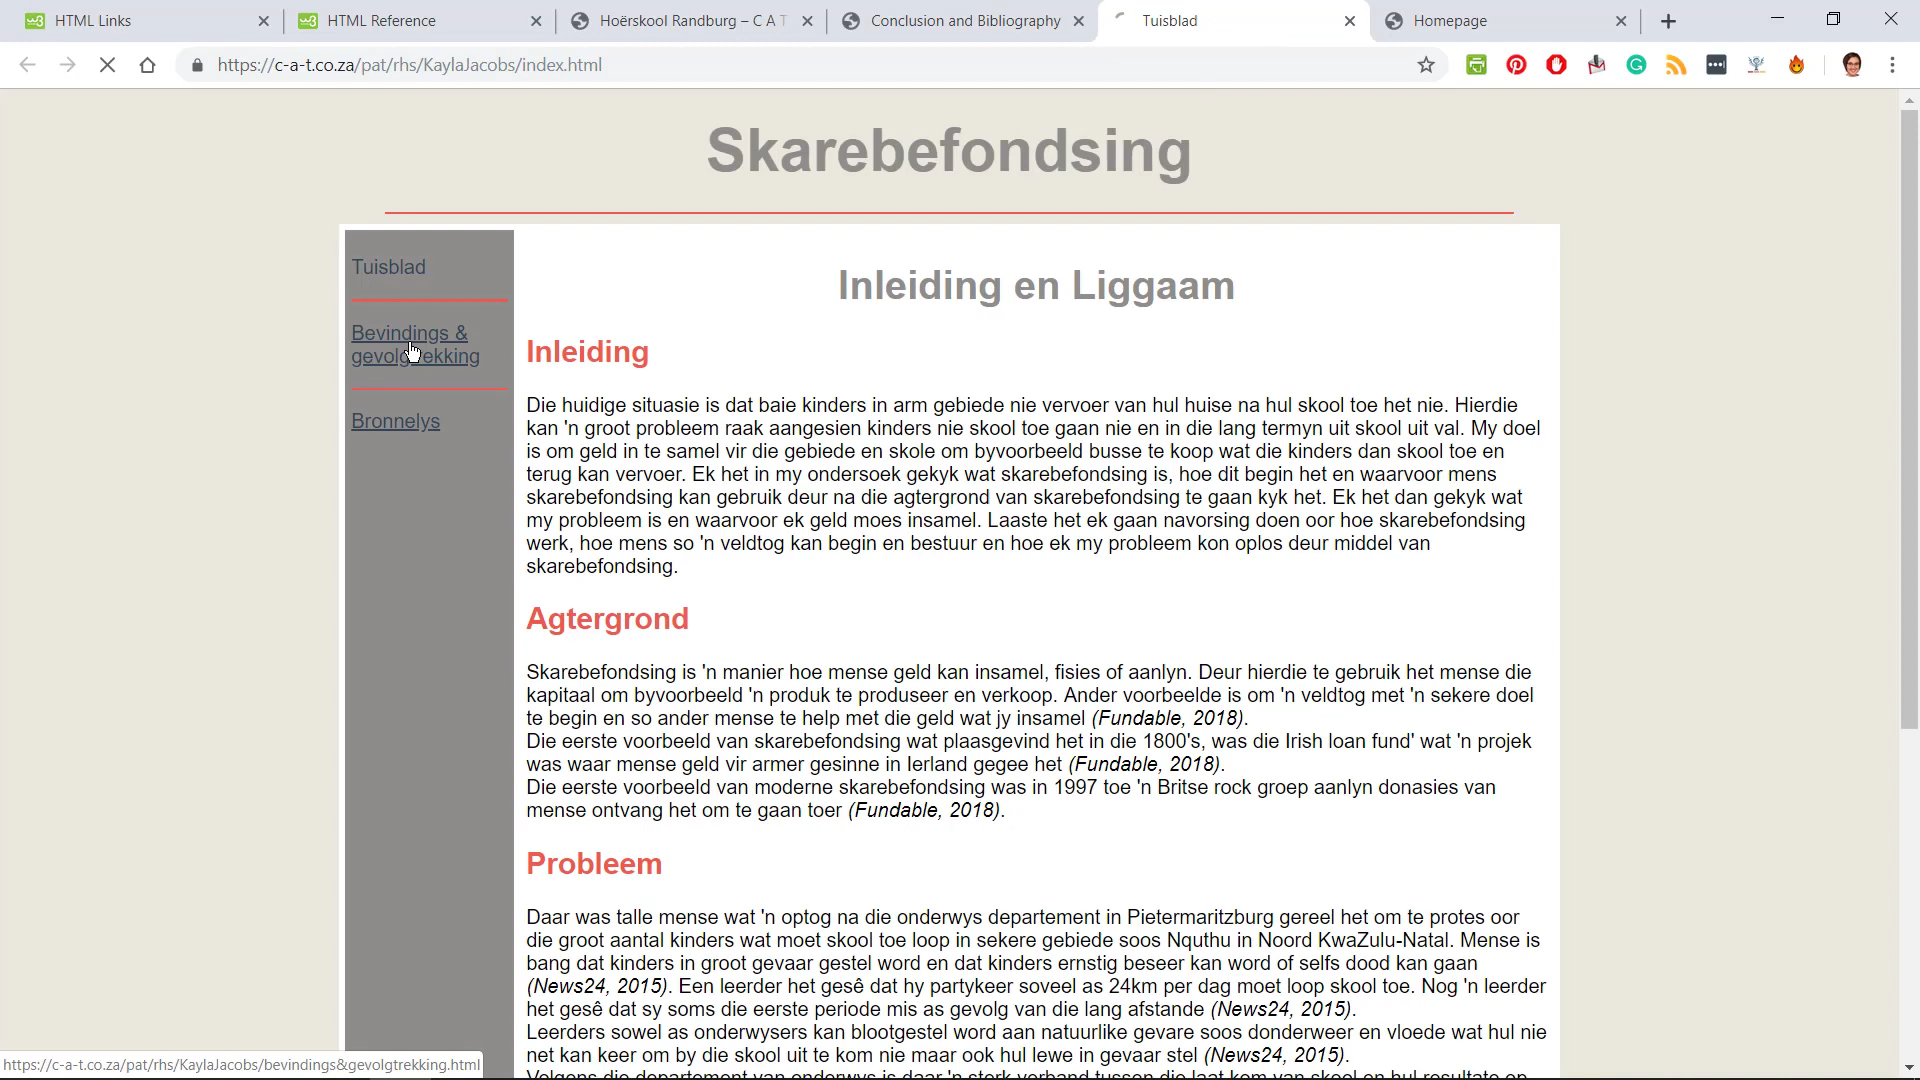 HTML Links
HTML Reference
Hoërskool Randburg – C A T
Conclusion and Bibliography
Tuisblad
Homepage
https://c-a-t.co.za/pat/rhs/KaylaJacobs/index.html
Skarebefondsing
Tuisblad
Bevindings &
gevolgtrekking
Bronnelys
Inleiding en Liggaam
Inleiding
Die huidige situasie is dat baie kinders in arm gebiede nie vervoer van hul huise na hul skool toe het nie. Hierdie
kan 'n groot probleem raak aangesien kinders nie skool toe gaan nie en in die lang termyn uit skool uit val. My doel
is om geld in te samel vir die gebiede en skole om byvoorbeeld busse te koop wat die kinders dan skool toe en
terug kan vervoer. Ek het in my ondersoek gekyk wat skarebefondsing is, hoe dit begin het en waarvoor mens
skarebefondsing kan gebruik deur na die agtergrond van skarebefondsing te gaan kyk het. Ek het dan gekyk wat
my probleem is en waarvoor ek geld moes insamel. Laaste het ek gaan navorsing doen oor hoe skarebefondsing
werk, hoe mens so 'n veldtog kan begin en bestuur en hoe ek my probleem kon oplos deur middel van
skarebefondsing.
Agtergrond
Skarebefondsing is 'n manier hoe mense geld kan insamel, fisies of aanlyn. Deur hierdie te gebruik het mense die
kapitaal om byvoorbeeld 'n produk te produseer en verkoop. Ander voorbeelde is om 'n veldtog met 'n sekere doel
te begin en so ander mense te help met die geld wat jy insamel (Fundable, 2018).
Die eerste voorbeeld van skarebefondsing wat plaasgevind het in die 1800's, was die Irish loan fund' wat 'n projek
was waar mense geld vir armer gesinne in Ierland gegee het (Fundable, 2018).
Die eerste voorbeeld van moderne skarebefondsing was in 1997 toe 'n Britse rock groep aanlyn donasies van
mense ontvang het om te gaan toer (Fundable, 2018).
Probleem
Daar was talle mense wat 'n optog na die onderwys departement in Pietermaritzburg gereel het om te protes oor
die groot aantal kinders wat moet skool toe loop in sekere gebiede soos Nquthu in Noord KwaZulu-Natal. Mense is
bang dat kinders in groot gevaar gestel word en dat kinders ernstig beseer kan word of selfs dood kan gaan
(News24, 2015). Een leerder het gesê dat hy partykeer soveel as 24km per dag moet loop skool toe. Nog 'n leerder
het gesê dat sy soms die eerste periode mis as gevolg van die lang afstande (News24, 2015).
Leerders sowel as onderwysers kan blootgestel word aan natuurlike gevare soos donderweer en vloede wat hul nie
net kan keer om by die skool uit te kom nie maar ook hul lewe in gevaar stel (News24, 2015).
Volgens die departement van onderwys is daar 'n sterk verband tussen die laat kom van skool en hul resultate op
https://c-a-t.co.za/pat/rhs/KaylaJacobs/bevindings&gevolgtrekking.html